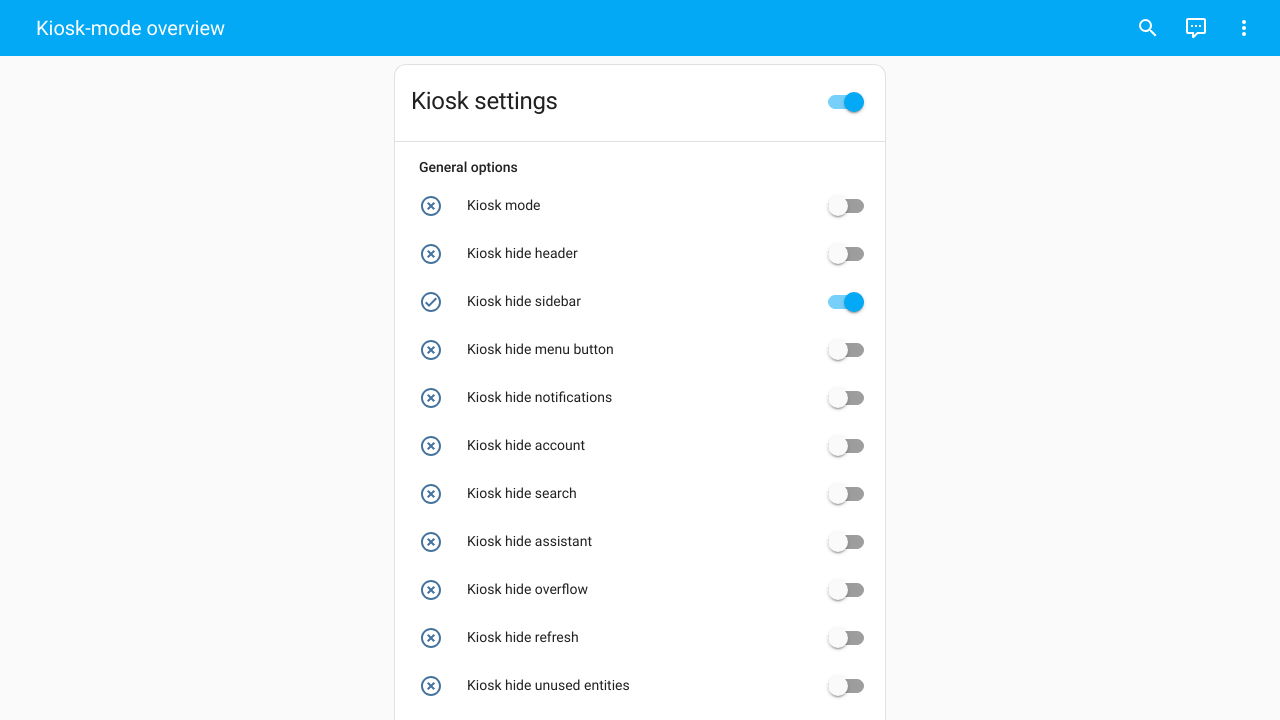 Kiosk-mode overview
Kiosk settings
General options
Kiosk mode
Kiosk hide header
Kiosk hide sidebar
Kiosk hide menu button
Kiosk hide notifications
Kiosk hide account
Kiosk hide search
Kiosk hide assistant
Kiosk hide overflow
Kiosk hide refresh
Kiosk hide unused entities